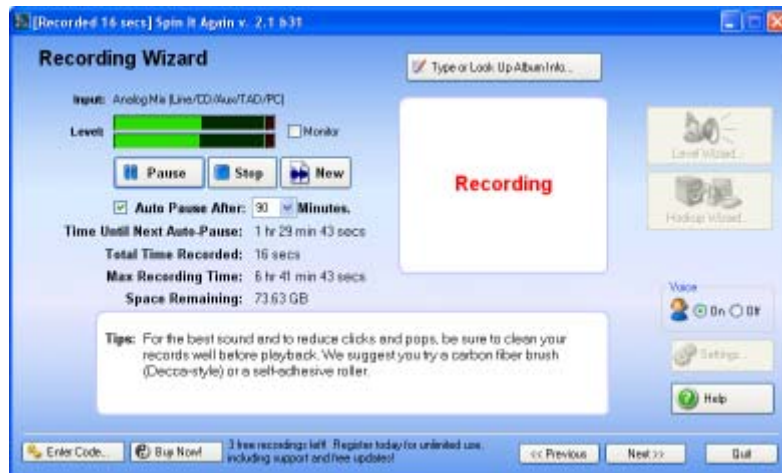 [Recorded 16 secs] Spin It Again v. 2.1 b31
Recording Wizard
Type or Look Up Album Info...
Input: Analog Mix (Line/CD/Aux/TAD/PC)
Level:
Monitor
Pause
Stop
New
Recording
Level Wizard...
Hookup Wizard...
Auto Pause After: 90 Minutes.
Time Until Next Auto-Pause: 1 hr 29 min 43 secs
Total Time Recorded: 16 secs
Max Recording Time: 6 hr 41 min 43 secs
Space Remaining: 73.63 GB
Voice
On Off
Tips: For the best sound and to reduce clicks and pops, be sure to clean your
records well before playback. We suggest you try a carbon fiber brush
(Decca-style) or a self-adhesive roller.
Settings...
Help
Enter Code...
Buy Now!
3 free recordings left! Register today for unlimited use,
including support and free updates!
<< Previous
Next >>
Quit